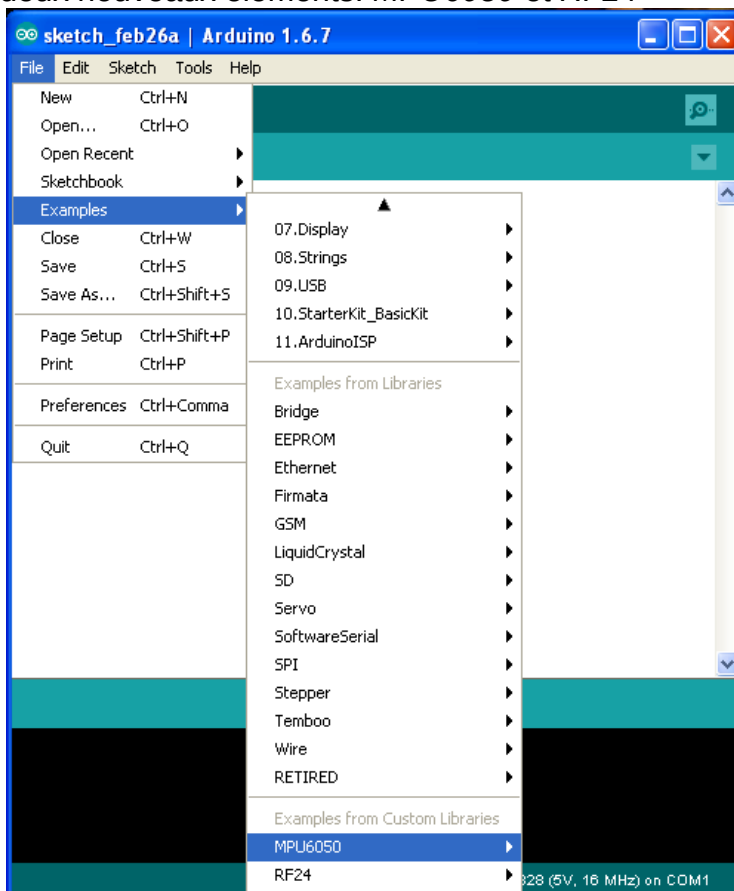 sketch_feb26a | Arduino 1.6.7
File Edit Sketch Tools Help
New Ctrl+N
Open... Ctrl+O
Open Recent
Sketchbook
Examples
Close Ctrl+W
Save Ctrl+S
Save As... Ctrl+Shift+S
Page Setup Ctrl+Shift+P
Print Ctrl+P
Preferences Ctrl+Comma
Quit Ctrl+Q
07.Display
08.Strings
09.USB
10.StarterKit_BasicKit
11.ArduinoISP
Examples from Libraries
Bridge
EEPROM
Ethernet
Firmata
GSM
LiquidCrystal
SD
Servo
SoftwareSerial
SPI
Stepper
Temboo
Wire
RETIRED
Examples from Custom Libraries
MPU6050
RF24
328 (5V, 16 MHz) on COM1